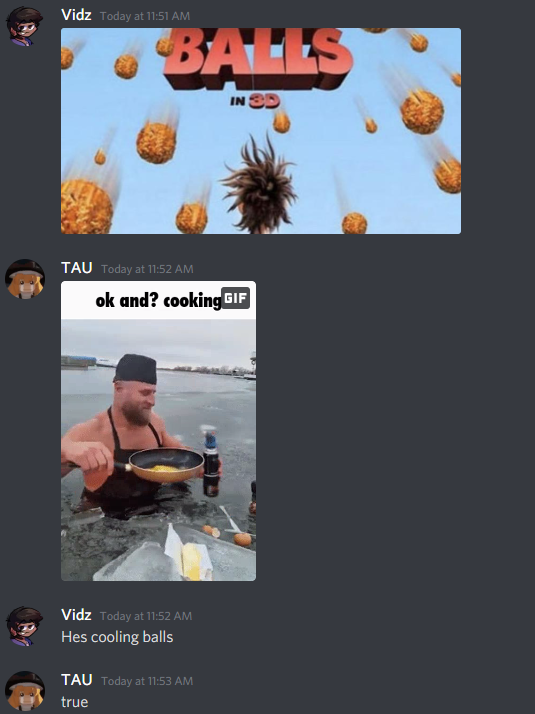 Vidz Today at 11:51 AM
BALLS
IN 3D
TAU Today at 11:52 AM
ok and? cooking
GIF
Vidz Today at 11:52 AM
Hes cooling balls
TAU Today at 11:53 AM
true